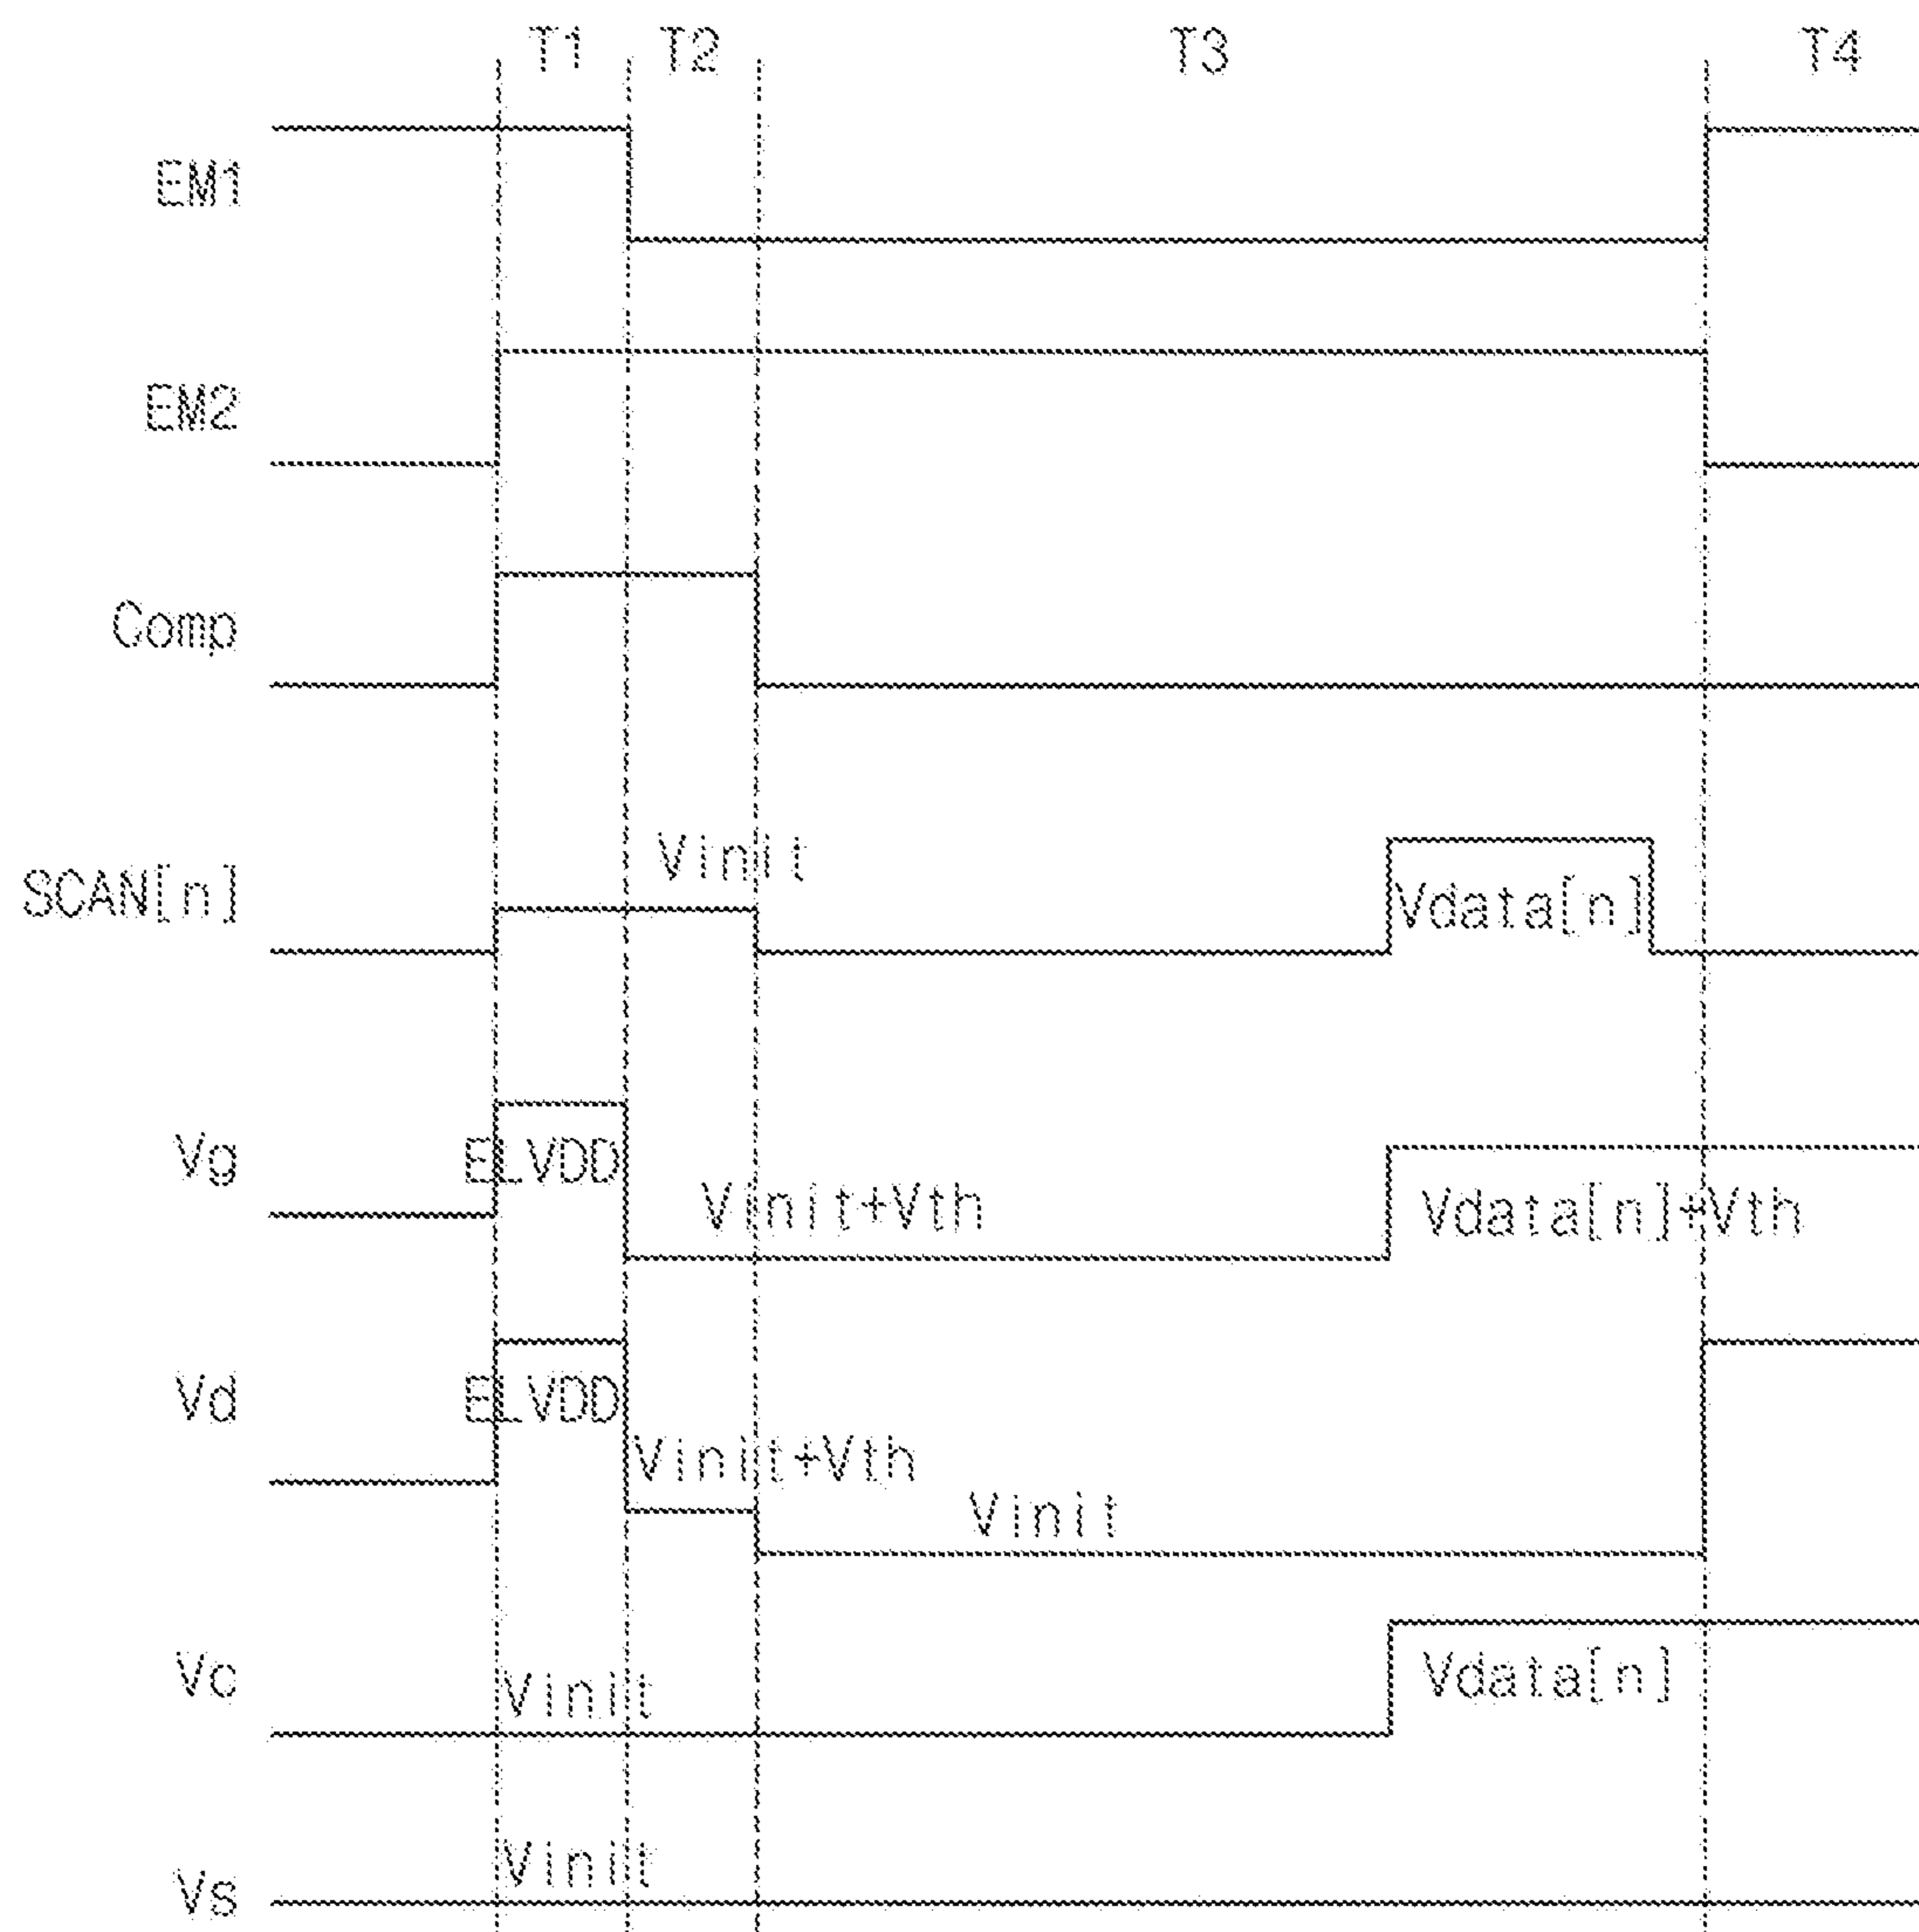 T1 T2 T3 T4
EM1
EM2
Comp
Vinit
SCAN[n] Vdata[n]
Vg ELVDD
Vinit+Vth Vdata[n]+Vth
Vd ELVDD
Vinit+Vth
Vinit
Vc Vinit Vdata[n]
Vinit
Vs